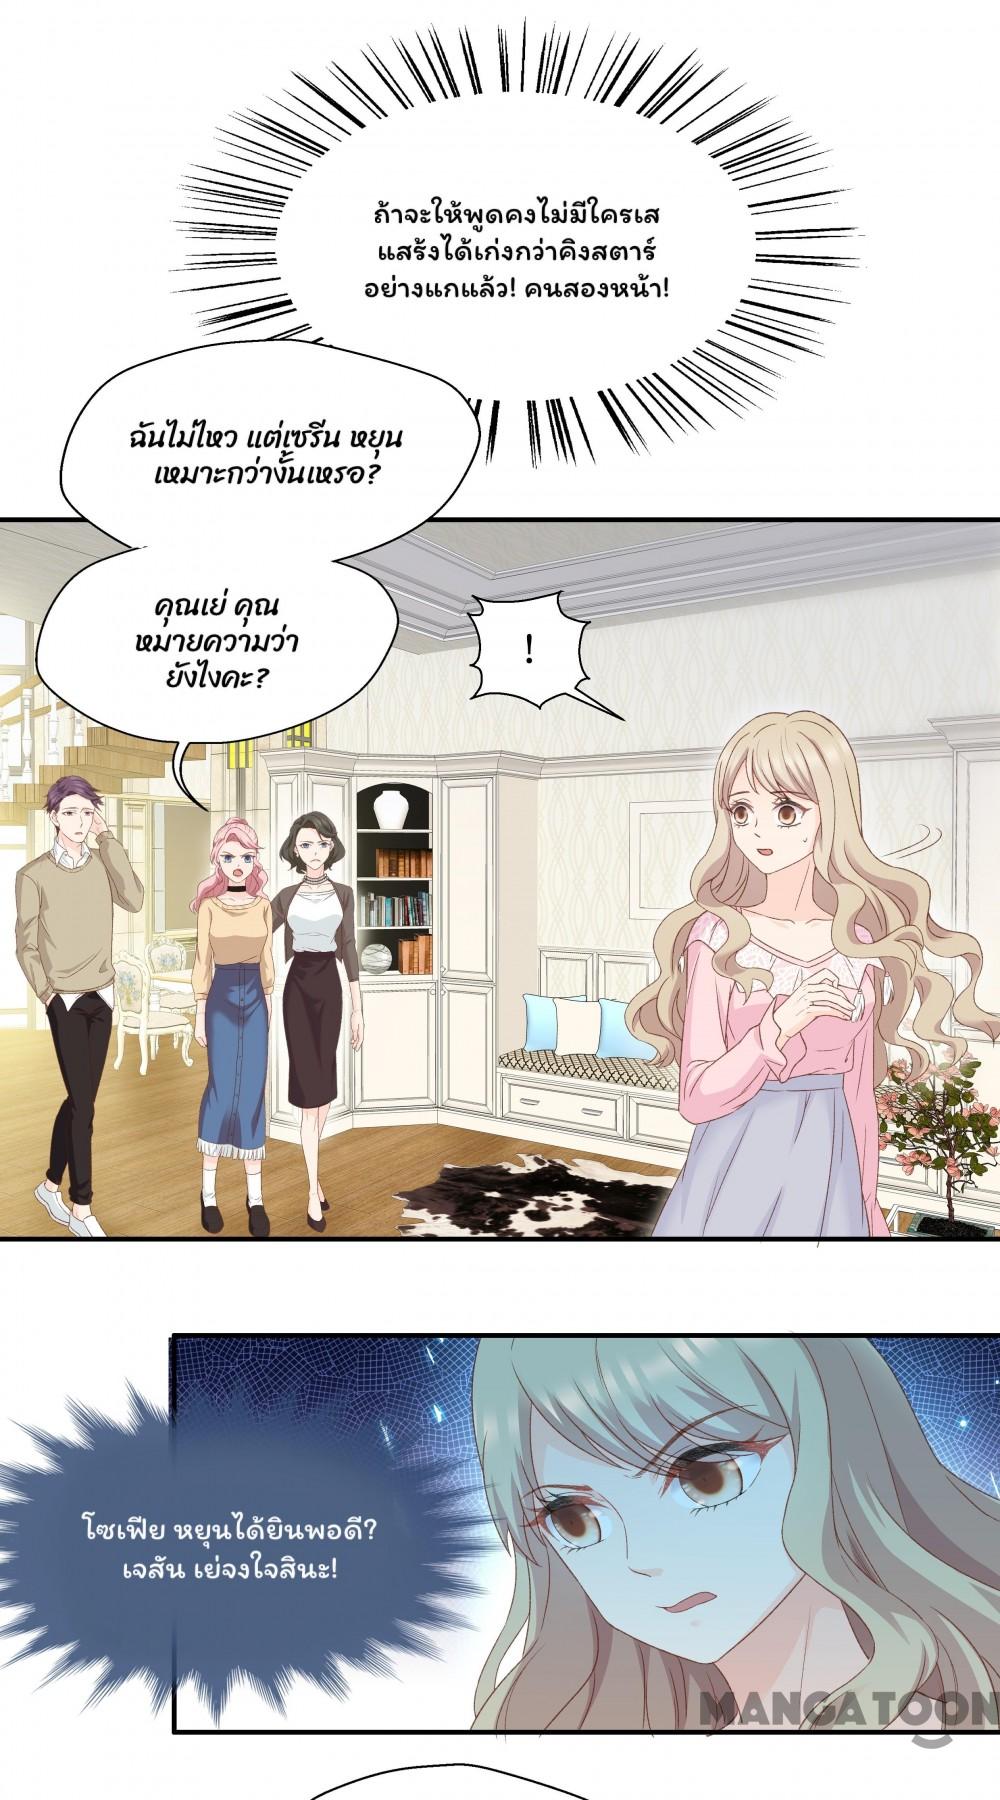 ถ้าจะให้พูดคงไม่มีใครเส
แสร้งได้เก่งกว่าคิงสตาร์
อย่างแกแล้ว! คนสองหน้า!
ฉันไม่ไหว แต่เซรีน หยุน
เหมาะกว่างั้นเหรอ?
คุณเย่ คุณ
หมายความว่า
ยังไงคะ?
!
โซเฟีย หยุนได้ยินพอดี?
เจสัน เย่จงใจสินะ!
MANGATOON